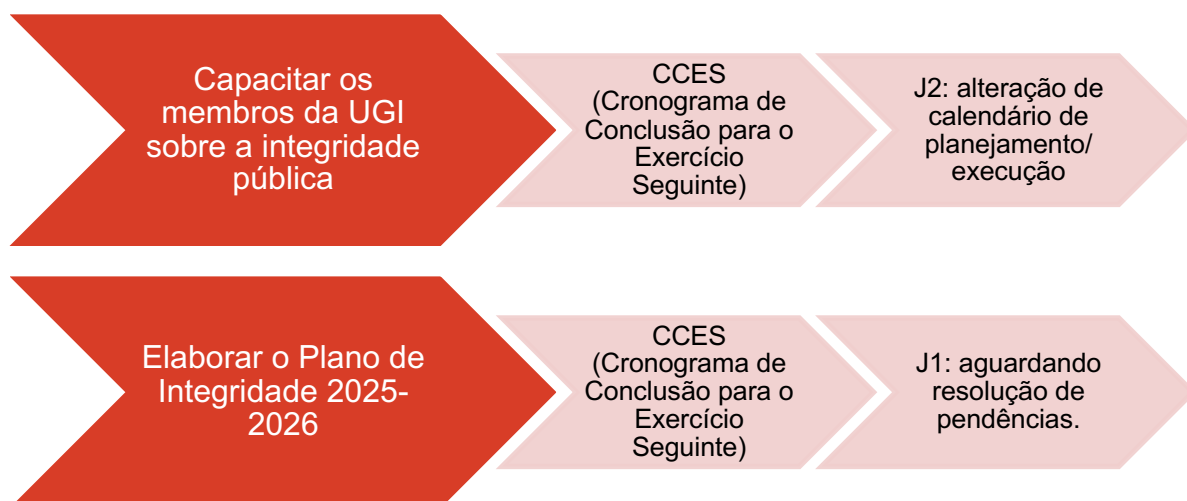 Capacitar os
membros da UGI
sobre a integridade
pública
CCES
(Cronograma de
Conclusão para o
Exercício
Seguinte)
J2: alteração de
calendário de
planejamento/
execução
Elaborar o Plano de
Integridade 2025-
2026
CCES
(Cronograma de
Conclusão para o
Exercício
Seguinte)
J1: aguardando
resolução de
pendências.